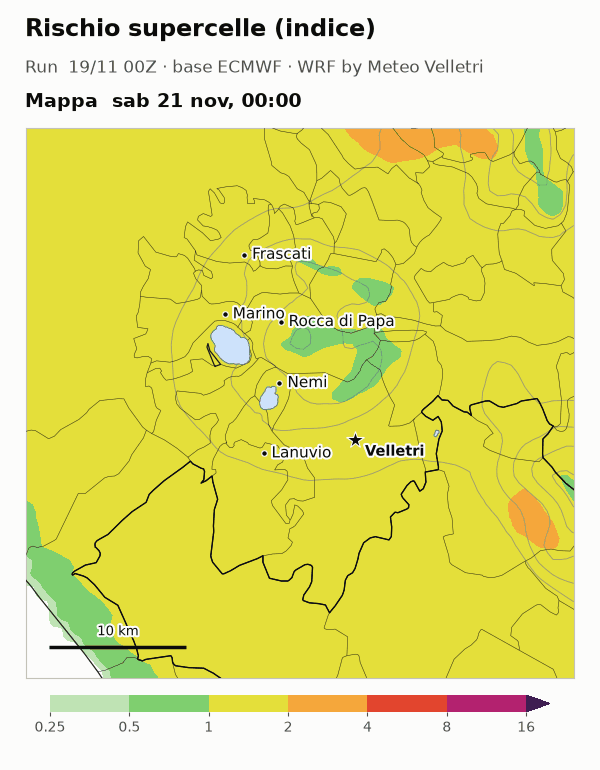 Rischio supercelle (indice)
Run  19/11 00Z · base ECMWF · WRF by Meteo Velletri
Mappa  sab 21 nov, 00:00
Frascati
Marino
Rocca di Papa
Nemi
Velletri
Lanuvio
10 km
0.25 0.5 1 2 4 8 16